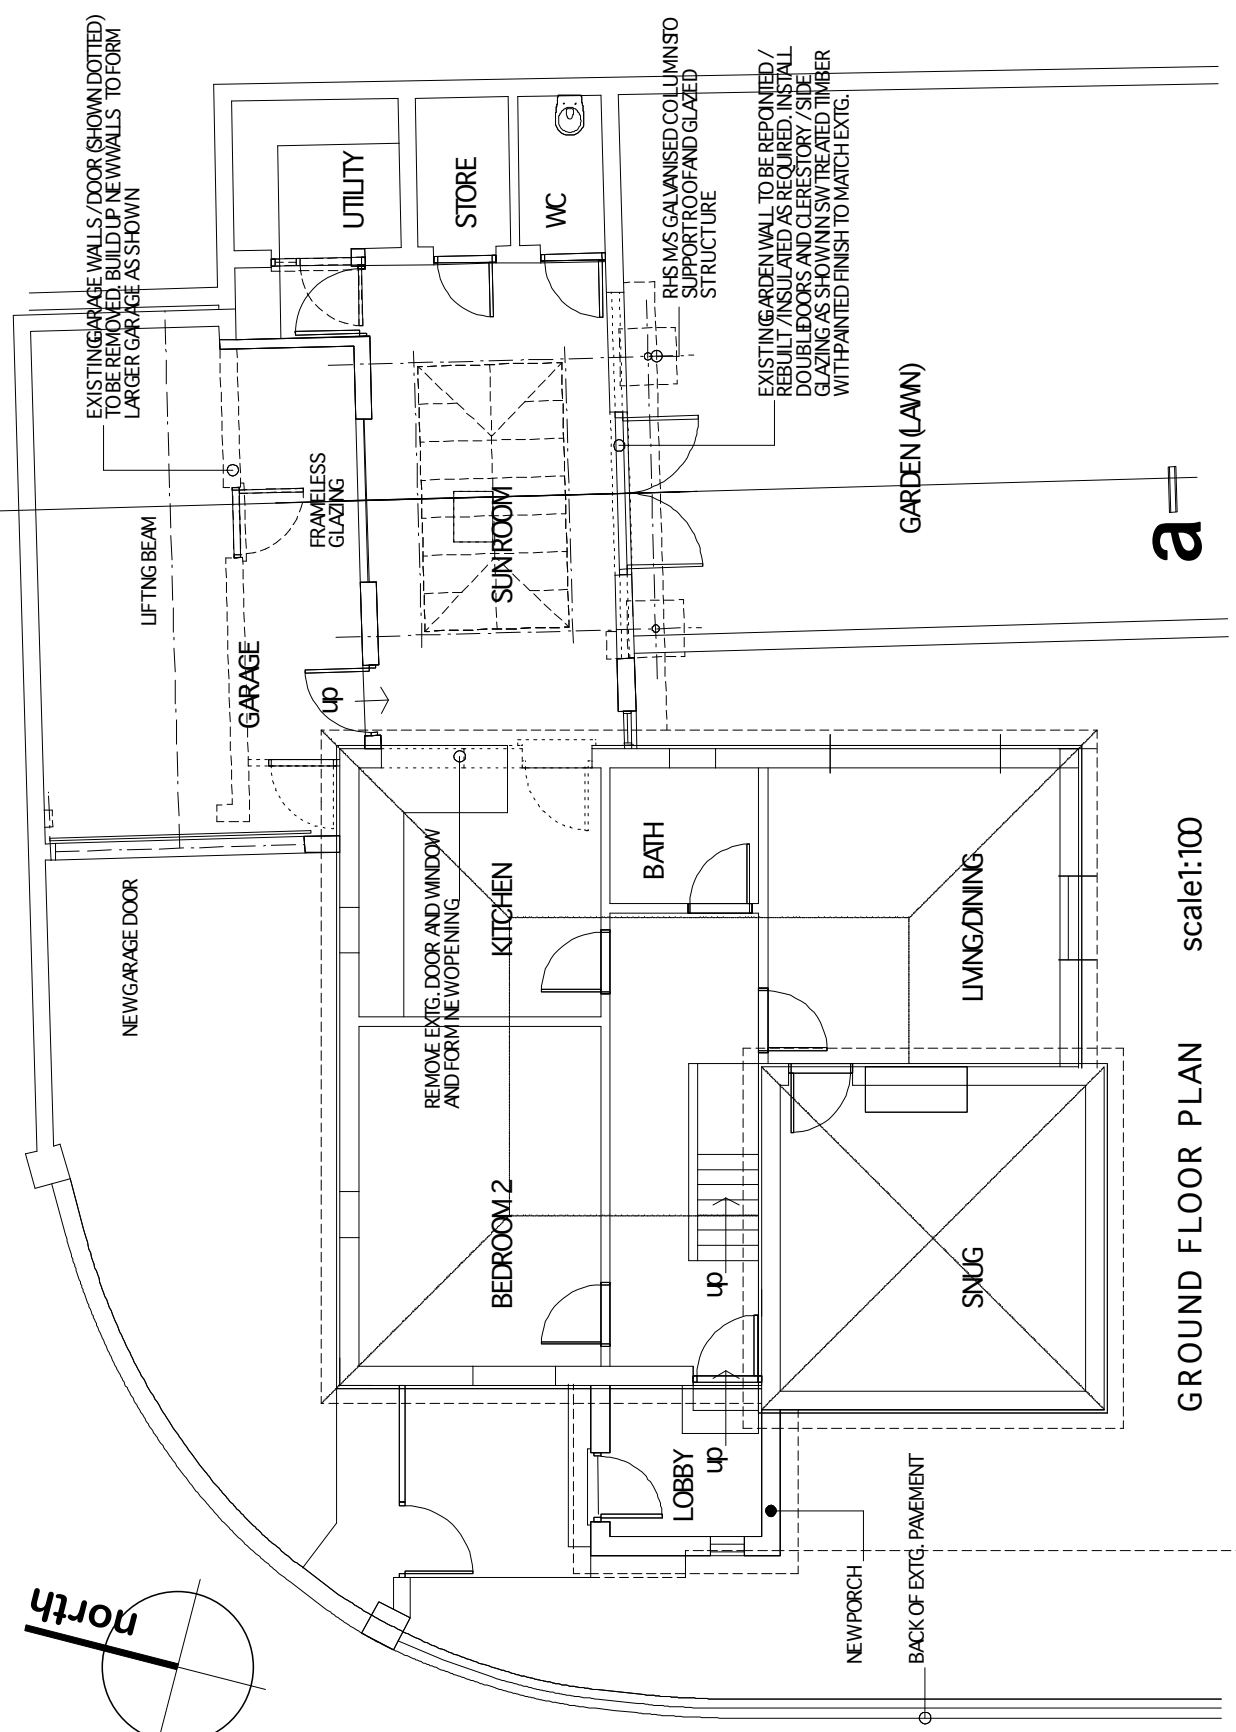 EXISTING GARAGE WALLS / DOOR (SHOWN DOTTED)
TO BE REMOVED. BUILD UP NEW WALLS TO FORM
LARGER GARAGE AS SHOWN
RHS M/S GALVANISED COLUMNS TO
SUPPORT ROOF AND GLAZED
STRUCTURE
EXISTING GARDEN WALL TO BE REPOINTED /
REBUILT / INSULATED AS REQUIRED. INSTALL
DOUBLE DOORS AND CLERESTORY / SIDE
GLAZING AS SHOWN IN SW TREATED TIMBER
WITH PAINTED FINISH TO MATCH EXTG.
UTILITY
STORE
WC
LIFTNG BEAM
FRAMELESS
GLAZING
SUN ROOM
GARDEN (LAWN)
a
GARAGE
up
NEW GARAGE DOOR
REMOVE EXTG. DOOR AND WINDOW
AND FORM NEW OPENING
KITCHEN
BATH
LIVING/DINING
BEDROOM 2
up
SNUG
LOBBY
up
NEW PORCH
BACK OF EXTG. PAVEMENT
north
GROUND FLOOR PLAN
scale1:100